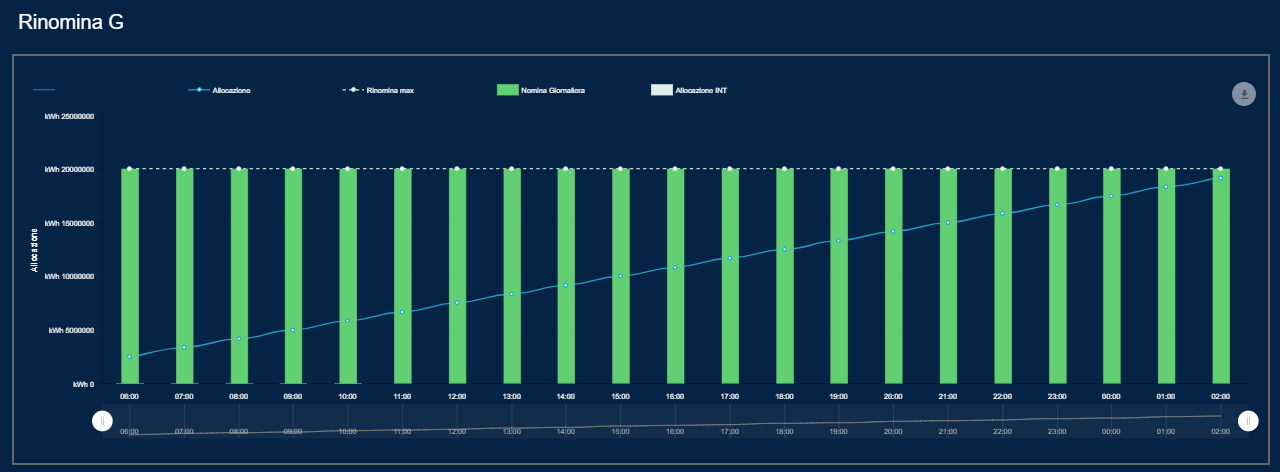 Rinomina G
Allocazione Rinomina max Nomina Giornaliera Allocazione INT
kWh 25000000
kWh 20000000
kWh 15000000
kWh 10000000
kWh 5000000
kWh 0
Allocazione
06:00 07:00 08:00 09:00 10:00 11:00 12:00 13:00 14:00 15:00 16:00 17:00 18:00 19:00 20:00 21:00 22:00 23:00 00:00 01:00 02:00
06:00 07:00 08:00 09:00 10:00 11:00 12:00 13:00 14:00 15:00 16:00 17:00 18:00 19:00 20:00 21:00 22:00 23:00 00:00 01:00 02:00